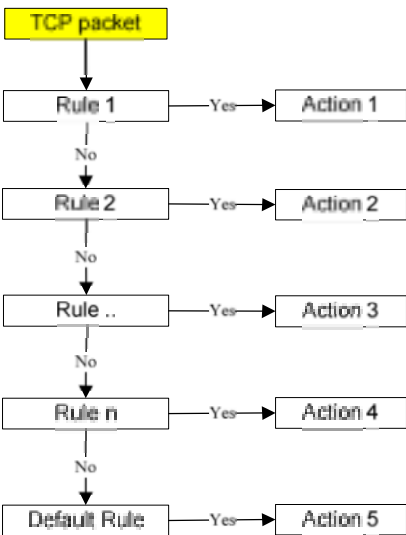 TCP packet
Rule 1 Yes Action 1
No
Rule 2 Yes Action 2
No
Rule .. Yes Action 3
No
Rule n Yes Action 4
No
Default Rule Yes Action 5